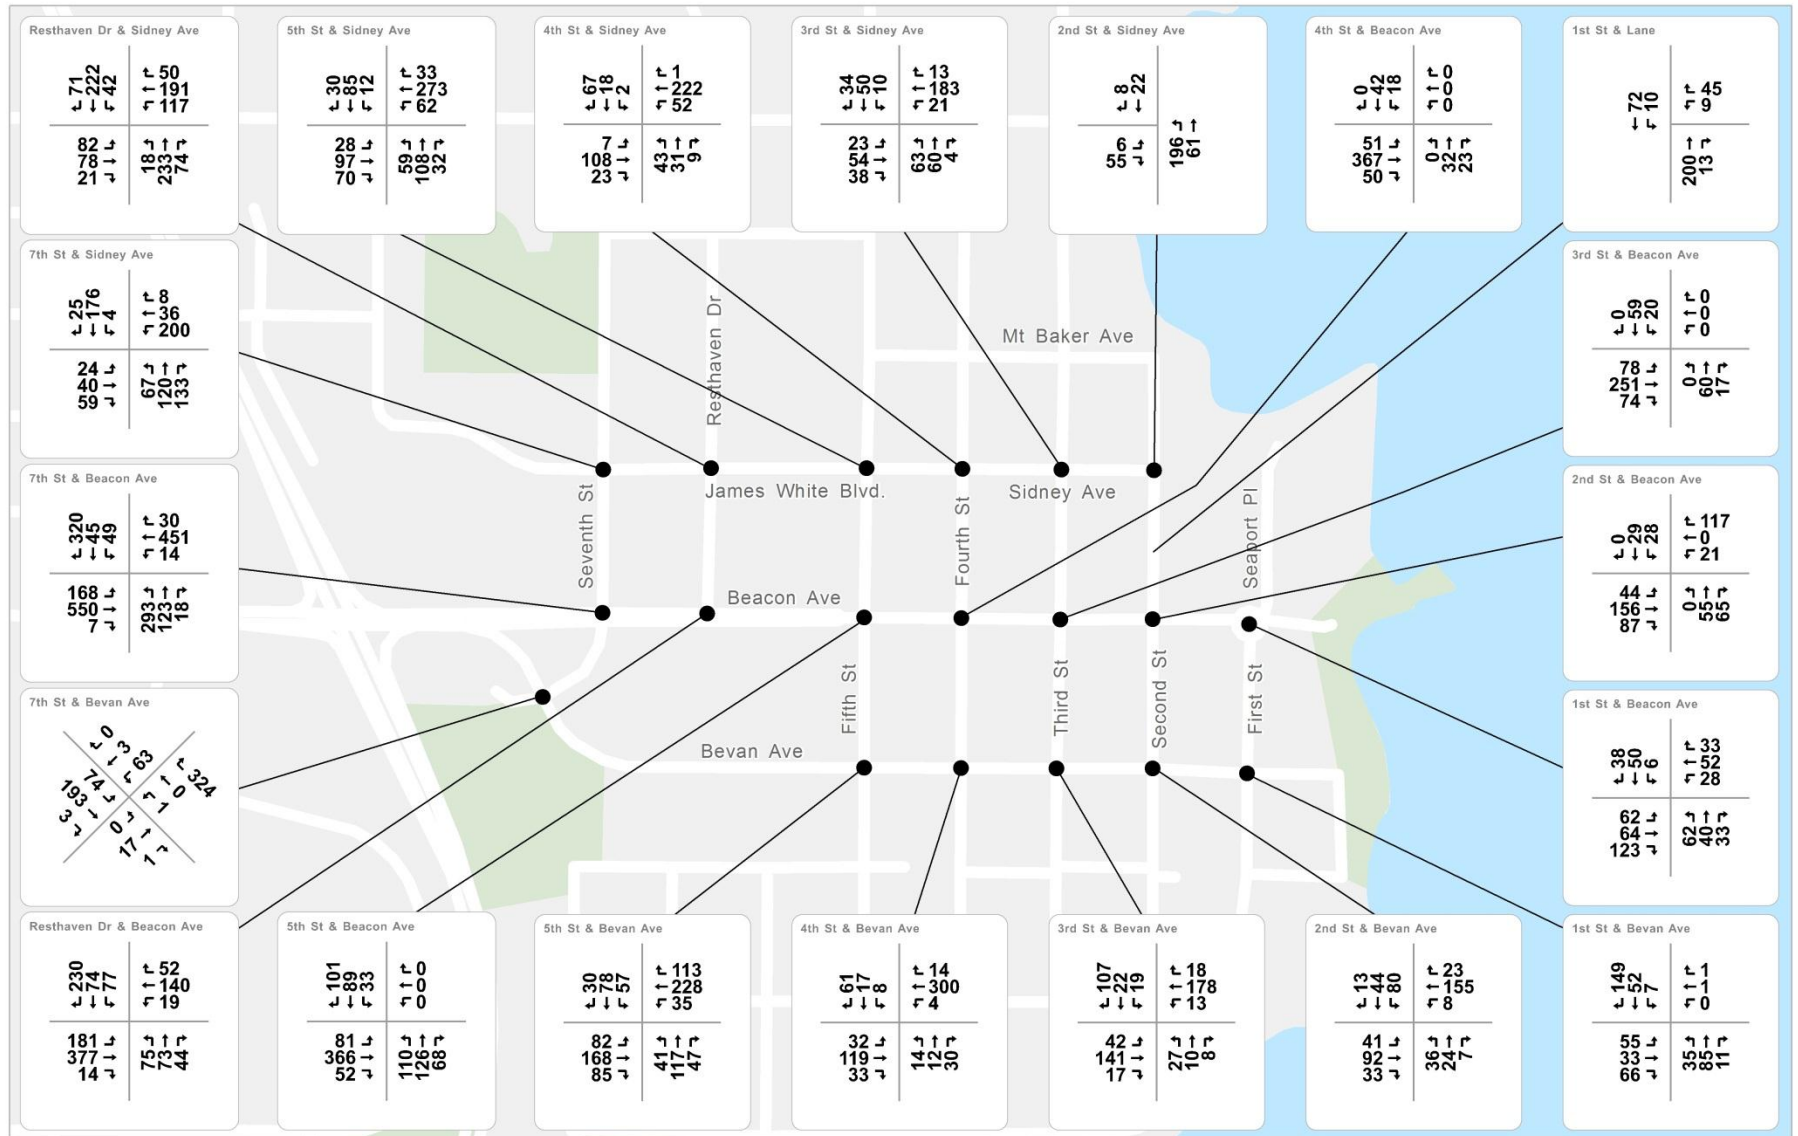 Resthaven Dr & Sidney Ave
71 222 42
50
191
117
82
78
21
18 233 74
5th St & Sidney Ave
30 85 12
33
273
62
28
97
70
59 108 32
4th St & Sidney Ave
67 18 2
1
222
52
7
108
23
43 31 9
3rd St & Sidney Ave
34 50 10
13
183
21
23
54
38
63 60 4
2nd St & Sidney Ave
8 22
6
55
196 61
4th St & Beacon Ave
0 42 18
0
0
0
51
367
50
0 32 23
1st St & Lane
72 10
45
9
200 13
7th St & Sidney Ave
25 176 4
8
36
200
24
40
59
67 120 133
3rd St & Beacon Ave
0 59 20
0
0
0
78
251
74
0 60 17
7th St & Beacon Ave
320 45 49
30
451
14
168
550
7
293 123 18
2nd St & Beacon Ave
0 29 28
117
0
21
44
156
87
0 55 65
7th St & Bevan Ave
0 3 63
324
0
1
74
193
3
0 17 1
1st St & Beacon Ave
38 50 6
33
52
28
62
64
123
62 40 33
Resthaven Dr & Beacon Ave
230 74 77
52
140
19
181
377
14
75 73 44
5th St & Beacon Ave
101 89 33
0
0
0
81
366
52
110 126 68
5th St & Bevan Ave
30 78 57
113
228
35
82
168
85
41 117 47
4th St & Bevan Ave
61 17 8
14
300
4
32
119
33
14 12 30
3rd St & Bevan Ave
107 22 19
18
178
13
42
141
17
27 10 8
2nd St & Bevan Ave
13 44 80
23
155
8
41
92
33
36 24 7
1st St & Bevan Ave
149 52 7
1
1
0
55
33
66
35 85 11
Mt Baker Ave
Resthaven Dr
James White Blvd.
Sidney Ave
Seventh St
Fourth St
Seaport Pl
Beacon Ave
Fifth St
Third St
Second St
First St
Bevan Ave